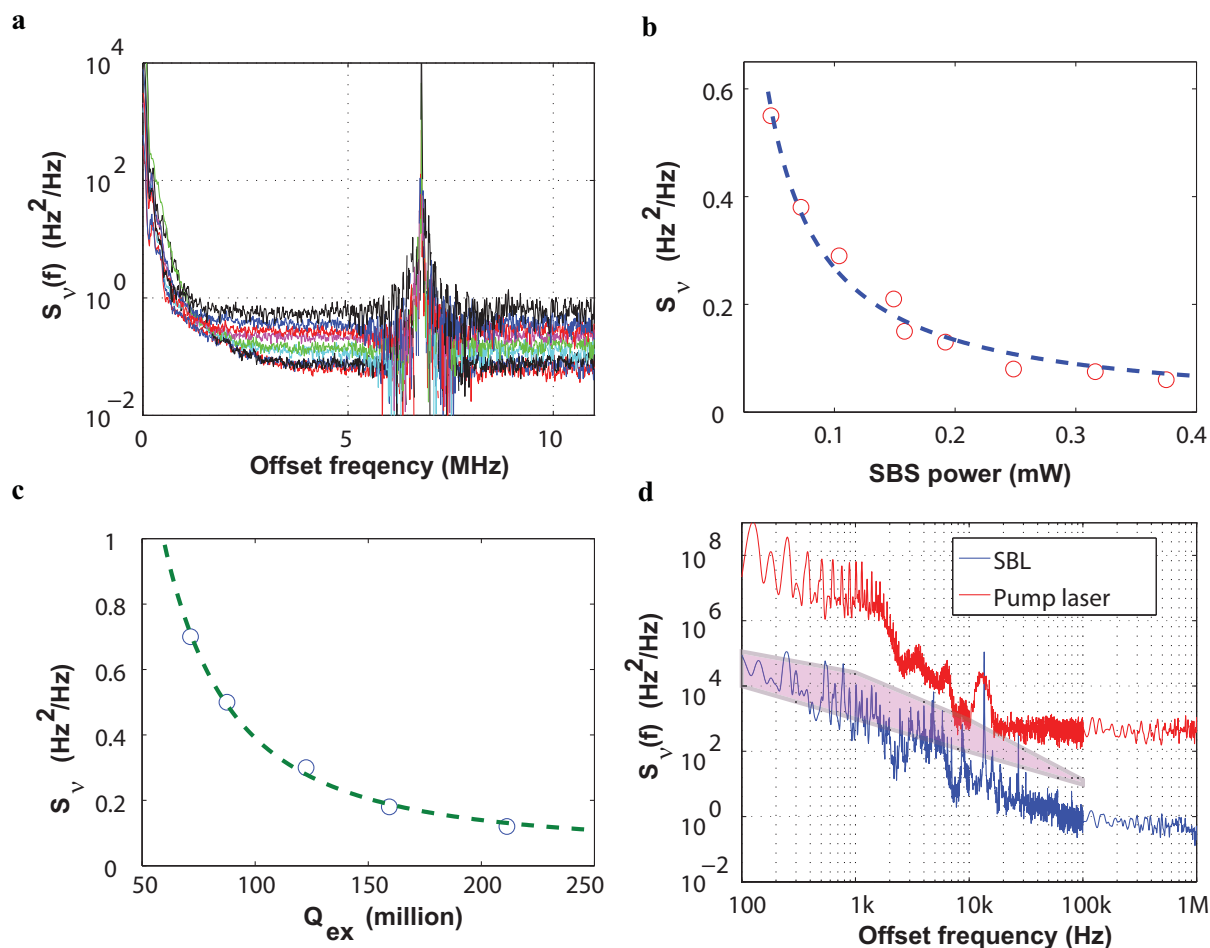 a
10^4
10^2
10^0
10^−2
S_ν(f) (Hz^2/Hz)
0
5
10
Offset freqency (MHz)
b
0.6
0.4
0.2
0
S_ν (Hz^2/Hz)
0.1
0.2
0.3
0.4
SBS power (mW)
c
1
0.8
0.6
0.4
0.2
0
S_ν (Hz^2/Hz)
50
100
150
200
250
Q_ex (million)
d
10^8
10^6
10^4
10^2
10^0
10^−2
S_ν(f) (Hz^2/Hz)
SBL
Pump laser
100
1k
10k
100k
1M
Offset frequency (Hz)